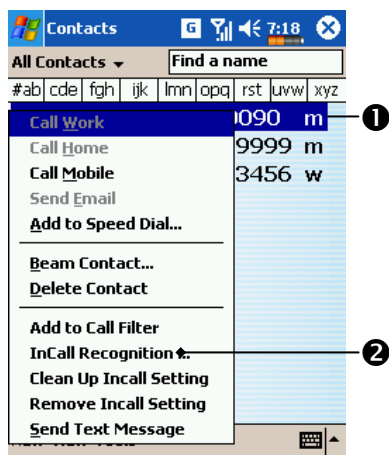 Contacts G 7:18
All Contacts Find a name
#ab cde fgh ijk lmn opq rst uvw xyz
Call Work 0090 m ❶
Call Home 9999 m
Call Mobile 3456 w
Send Email
Add to Speed Dial...
Beam Contact...
Delete Contact
Add to Call Filter
InCall Recognition... ❷
Clean Up Incall Setting
Remove Incall Setting
Send Text Message